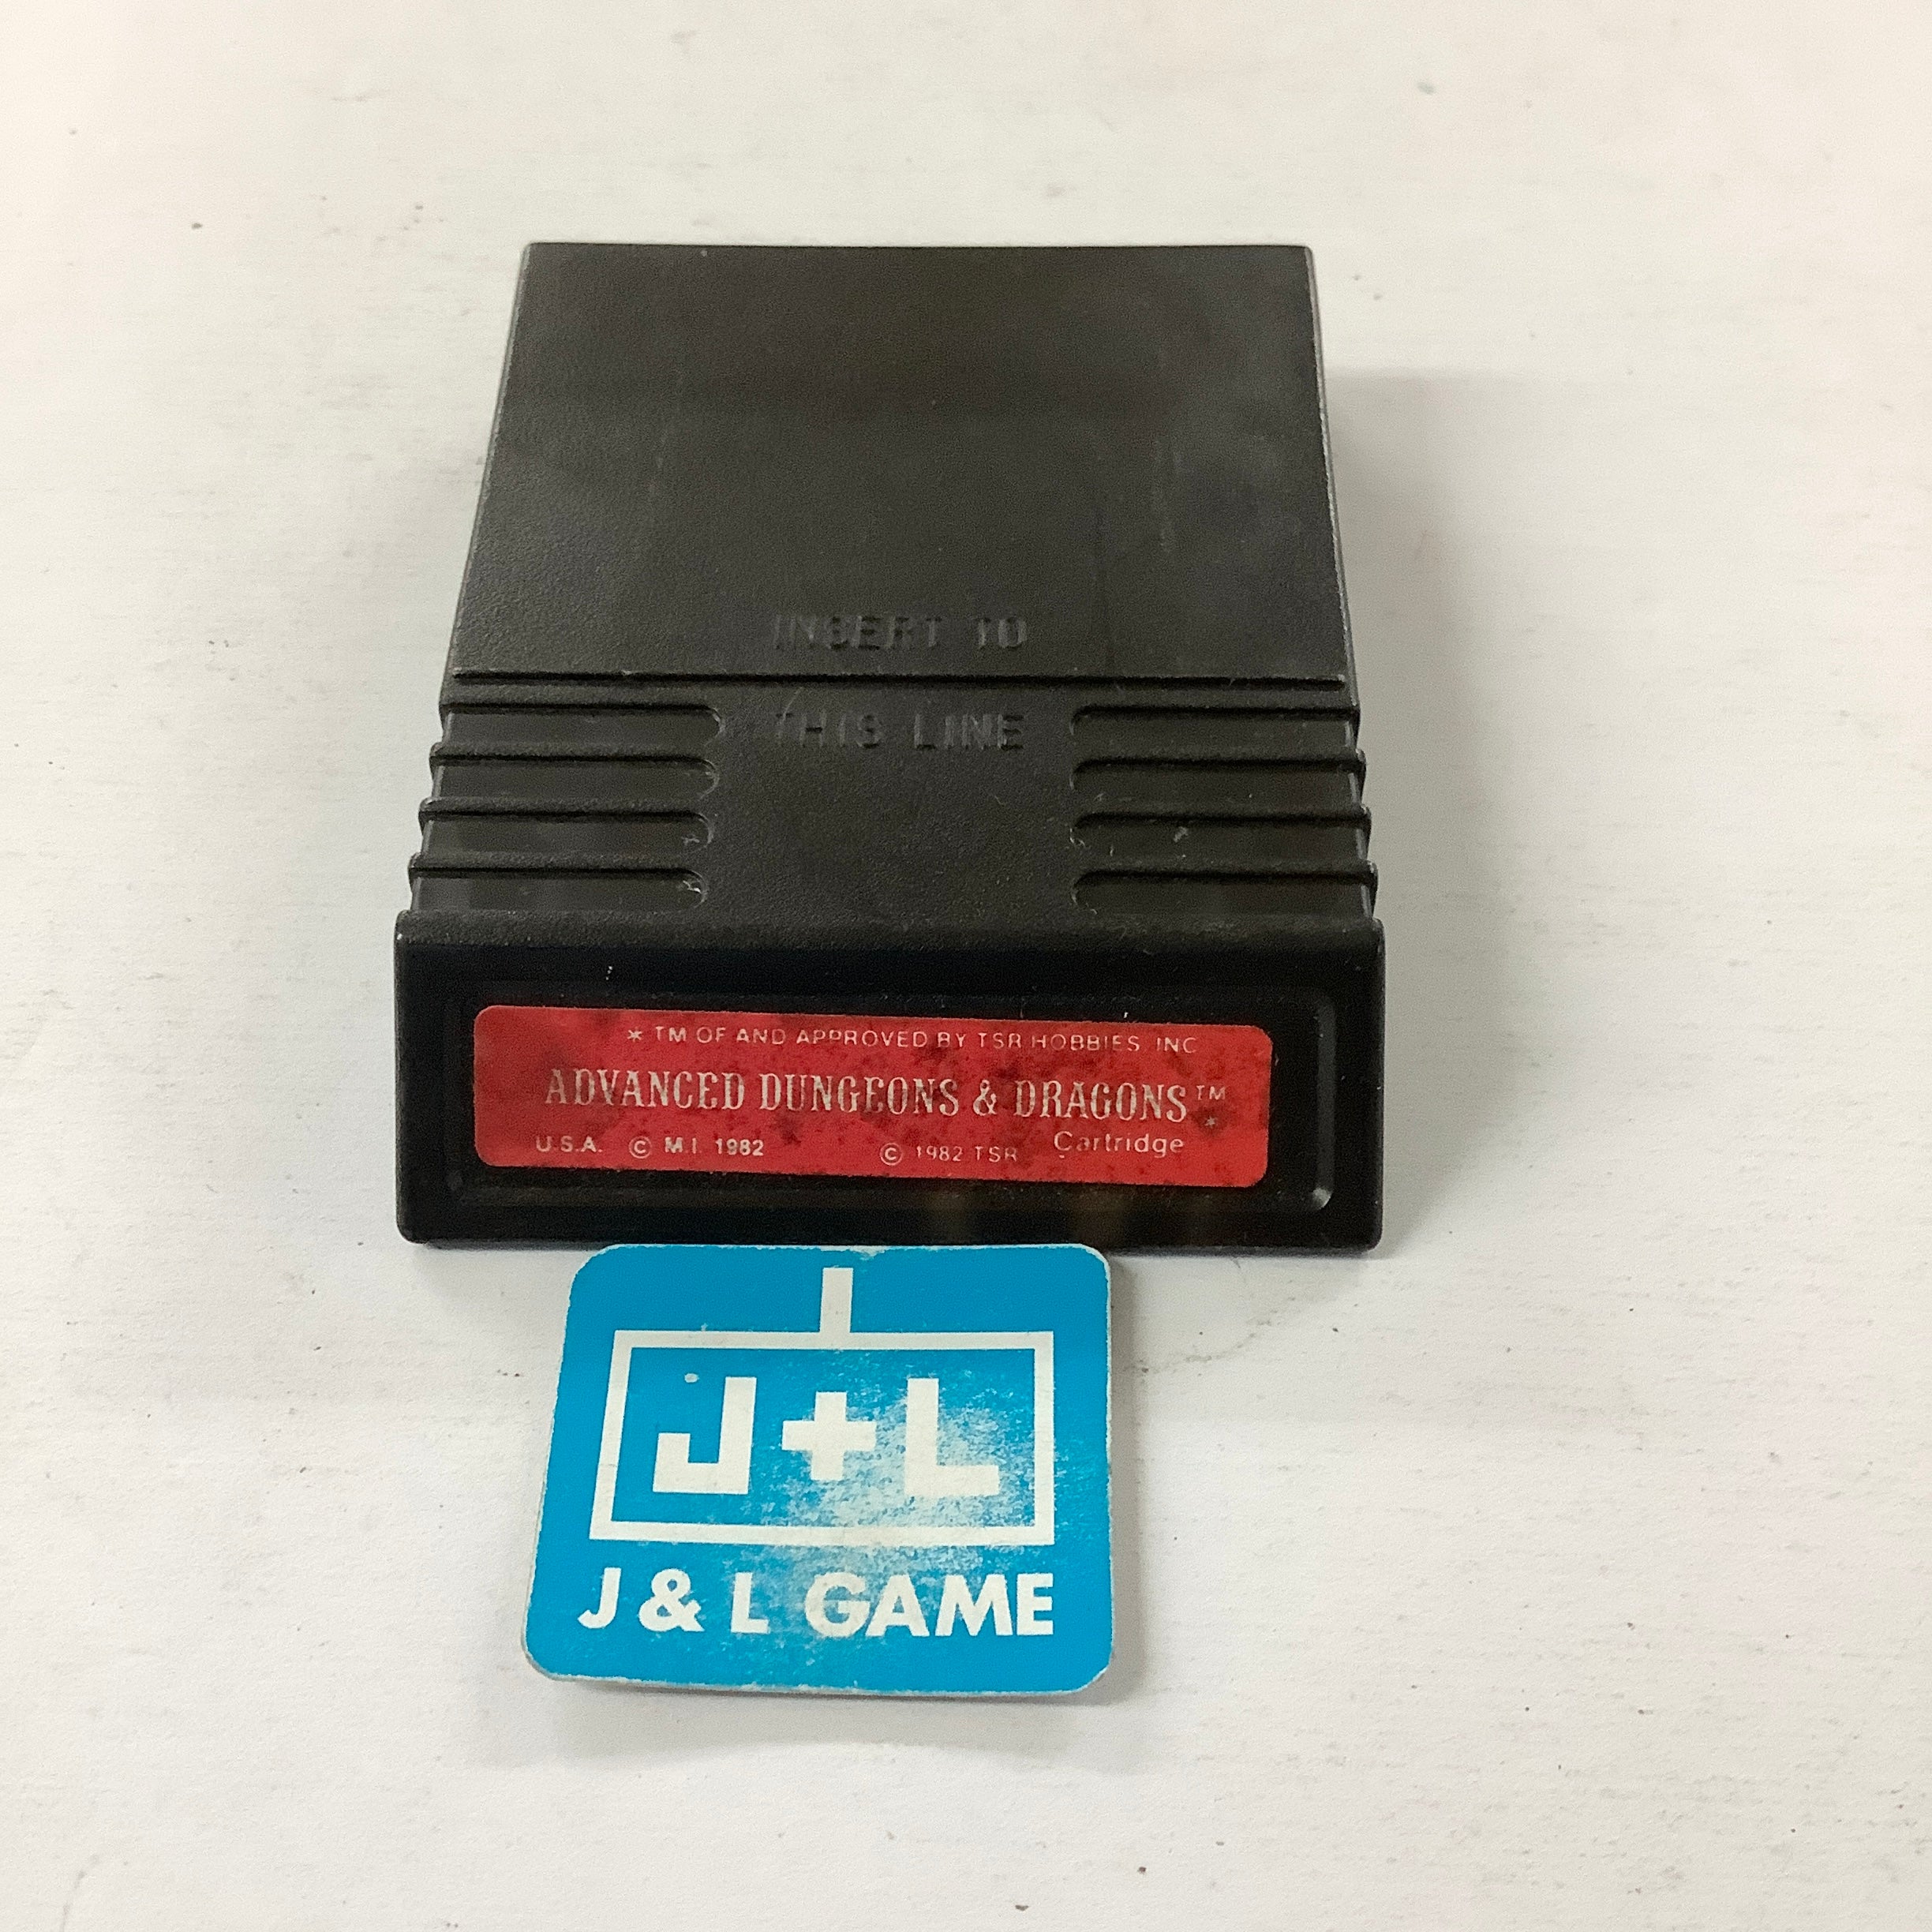 INSERT TO
THIS LINE
* TM OF AND APPROVED BY TSR HOBBIES, INC
ADVANCED DUNGEONS & DRAGONS™*
U.S.A. © M.I. 1982 © 1982 TSR Cartridge
J+L
J & L GAME